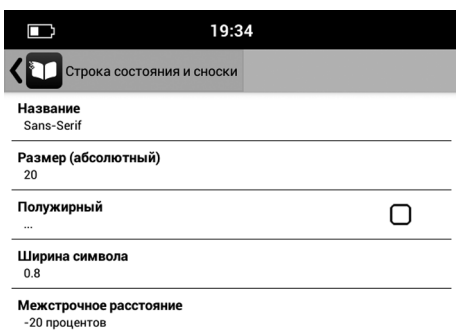 19:34
Строка состояния и сноски
Название
Sans-Serif
Размер (абсолютный)
20
Полужирный
...
Ширина символа
0.8
Межстрочное расстояние
-20 процентов